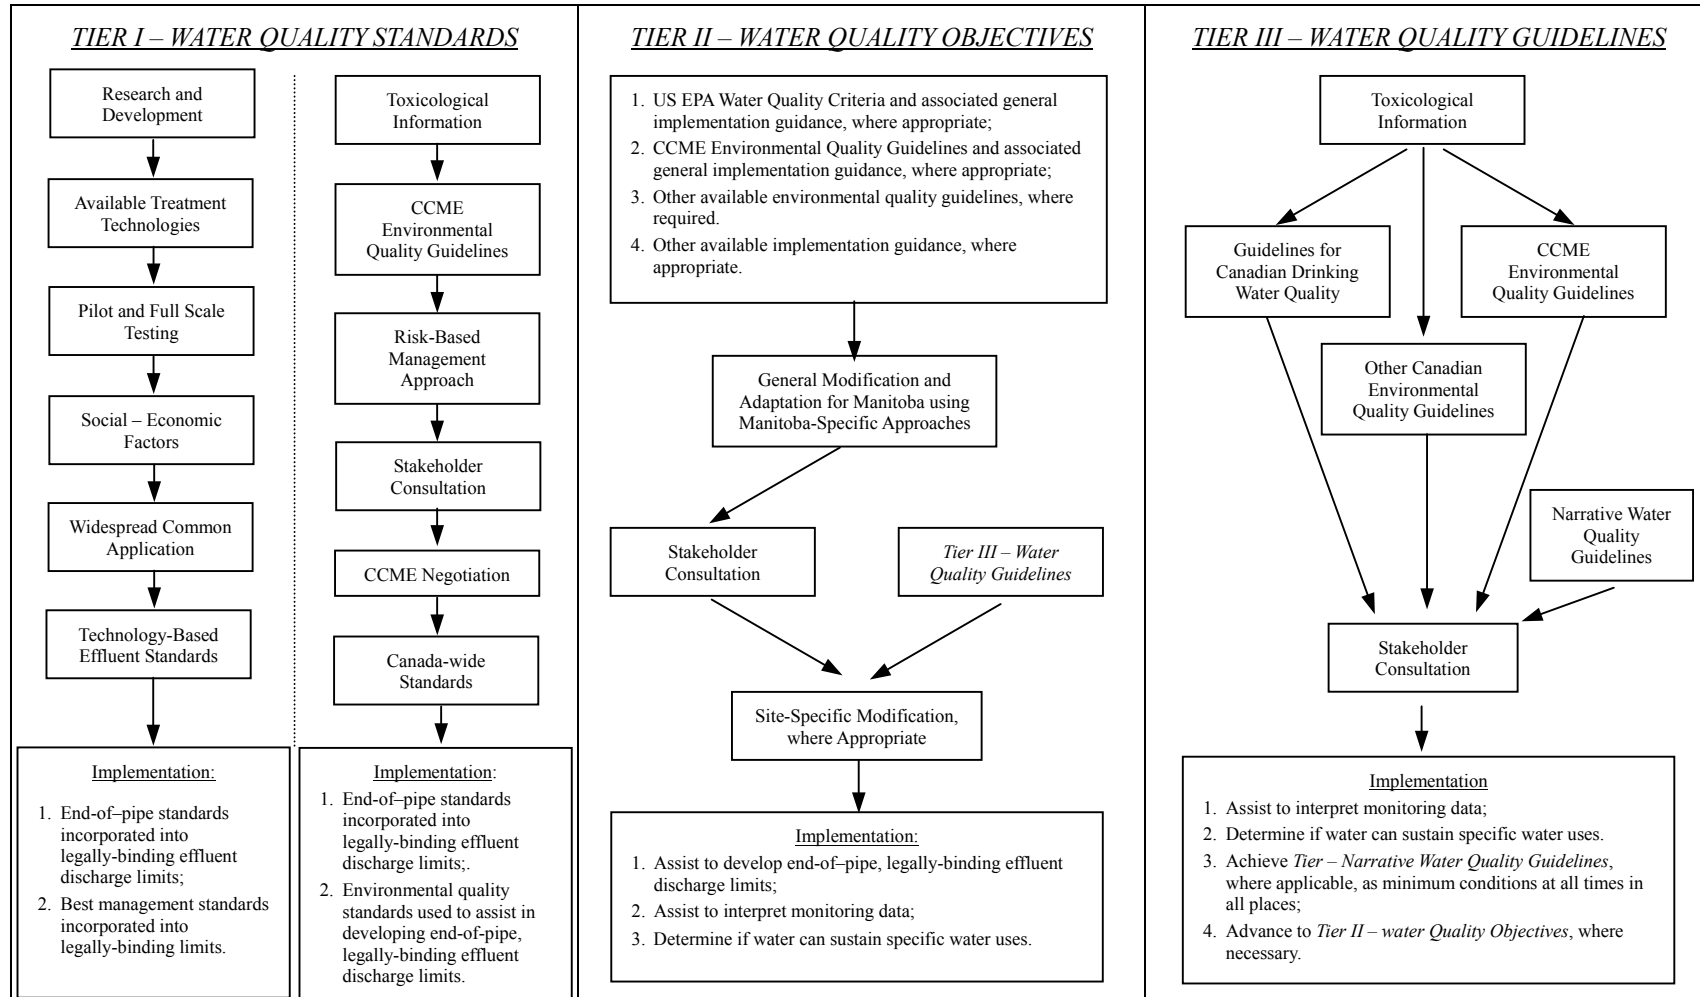 TIER I – WATER QUALITY STANDARDS
Research and
Development
Available Treatment
Technologies
Pilot and Full Scale
Testing
Social – Economic
Factors
Widespread Common
Application
Technology-Based
Effluent Standards
Implementation:
1. End-of–pipe standards
incorporated into
legally-binding effluent
discharge limits;
2. Best management standards
incorporated into
legally-binding limits.
Toxicological
Information
CCME
Environmental
Quality Guidelines
Risk-Based
Management
Approach
Stakeholder
Consultation
CCME Negotiation
Canada-wide
Standards
Implementation:
1. End-of–pipe standards
incorporated into
legally-binding effluent
discharge limits;.
2. Environmental quality
standards used to assist in
developing end-of-pipe,
legally-binding effluent
discharge limits.
TIER II – WATER QUALITY OBJECTIVES
1. US EPA Water Quality Criteria and associated general
implementation guidance, where appropriate;
2. CCME Environmental Quality Guidelines and associated
general implementation guidance, where appropriate;
3. Other available environmental quality guidelines, where
required.
4. Other available implementation guidance, where
appropriate.
General Modification and
Adaptation for Manitoba using
Manitoba-Specific Approaches
Stakeholder
Consultation
Tier III – Water
Quality Guidelines
Site-Specific Modification,
where Appropriate
Implementation:
1. Assist to develop end-of–pipe, legally-binding effluent
discharge limits;
2. Assist to interpret monitoring data;
3. Determine if water can sustain specific water uses.
TIER III – WATER QUALITY GUIDELINES
Toxicological
Information
Guidelines for
Canadian Drinking
Water Quality
CCME
Environmental
Quality Guidelines
Other Canadian
Environmental
Quality Guidelines
Narrative Water
Quality
Guidelines
Stakeholder
Consultation
Implementation
1. Assist to interpret monitoring data;
2. Determine if water can sustain specific water uses.
3. Achieve Tier – Narrative Water Quality Guidelines,
where applicable, as minimum conditions at all times in
all places;
4. Advance to Tier II – water Quality Objectives, where
necessary.